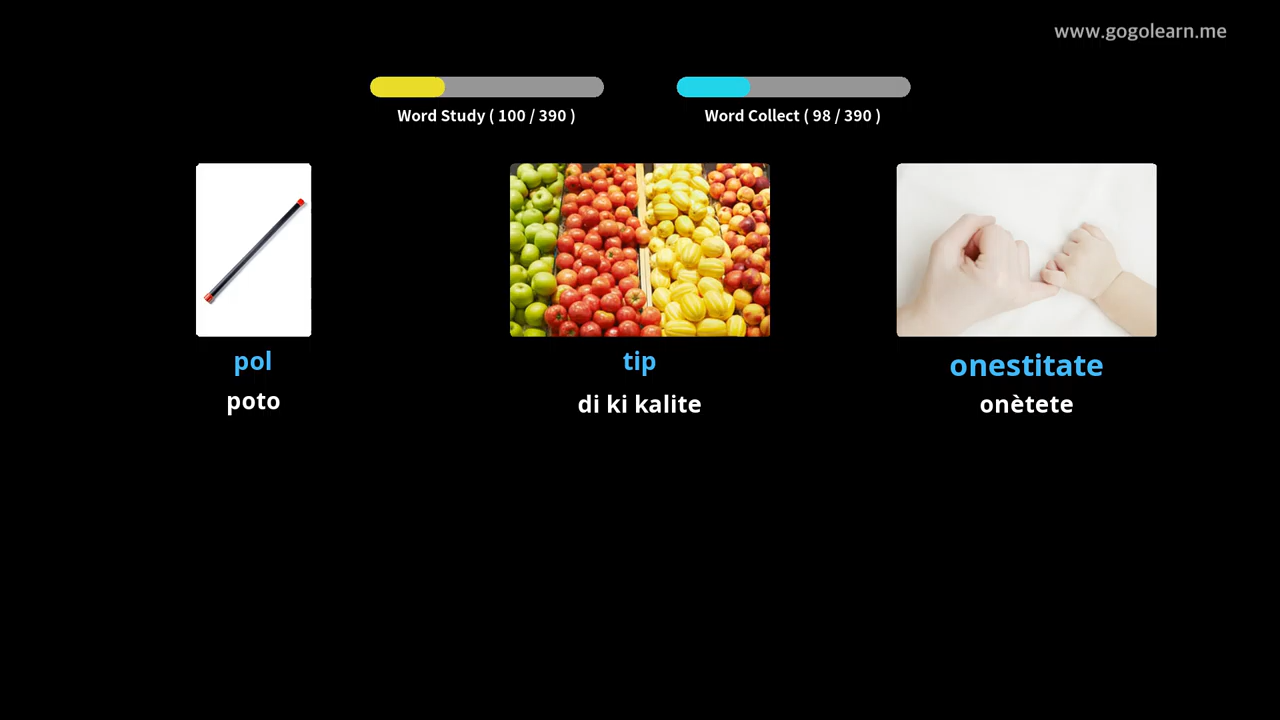 www.gogolearn.me
Word Study ( 100 / 390 )
Word Collect ( 98 / 390 )
pol
poto
tip
di ki kalite
onestitate
onètete